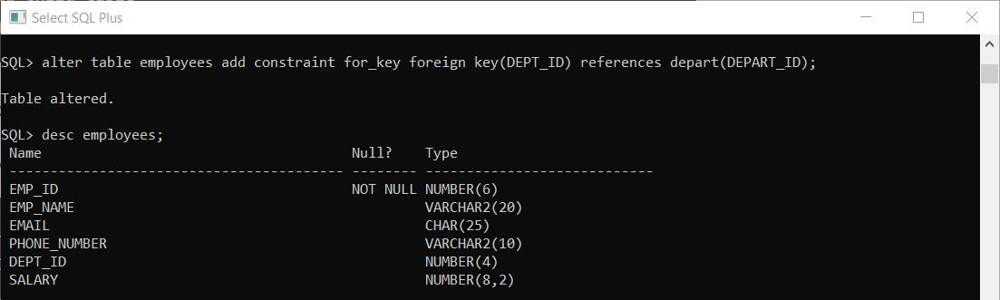 Select SQL Plus
SQL> alter table employees add constraint for_key foreign key(DEPT_ID) references depart(DEPART_ID);
Table altered.
SQL> desc employees;
Name Null? Type
----------------------------------------- -------- ----------------------------
EMP_ID NOT NULL NUMBER(6)
EMP_NAME VARCHAR2(20)
EMAIL CHAR(25)
PHONE_NUMBER VARCHAR2(10)
DEPT_ID NUMBER(4)
SALARY NUMBER(8,2)